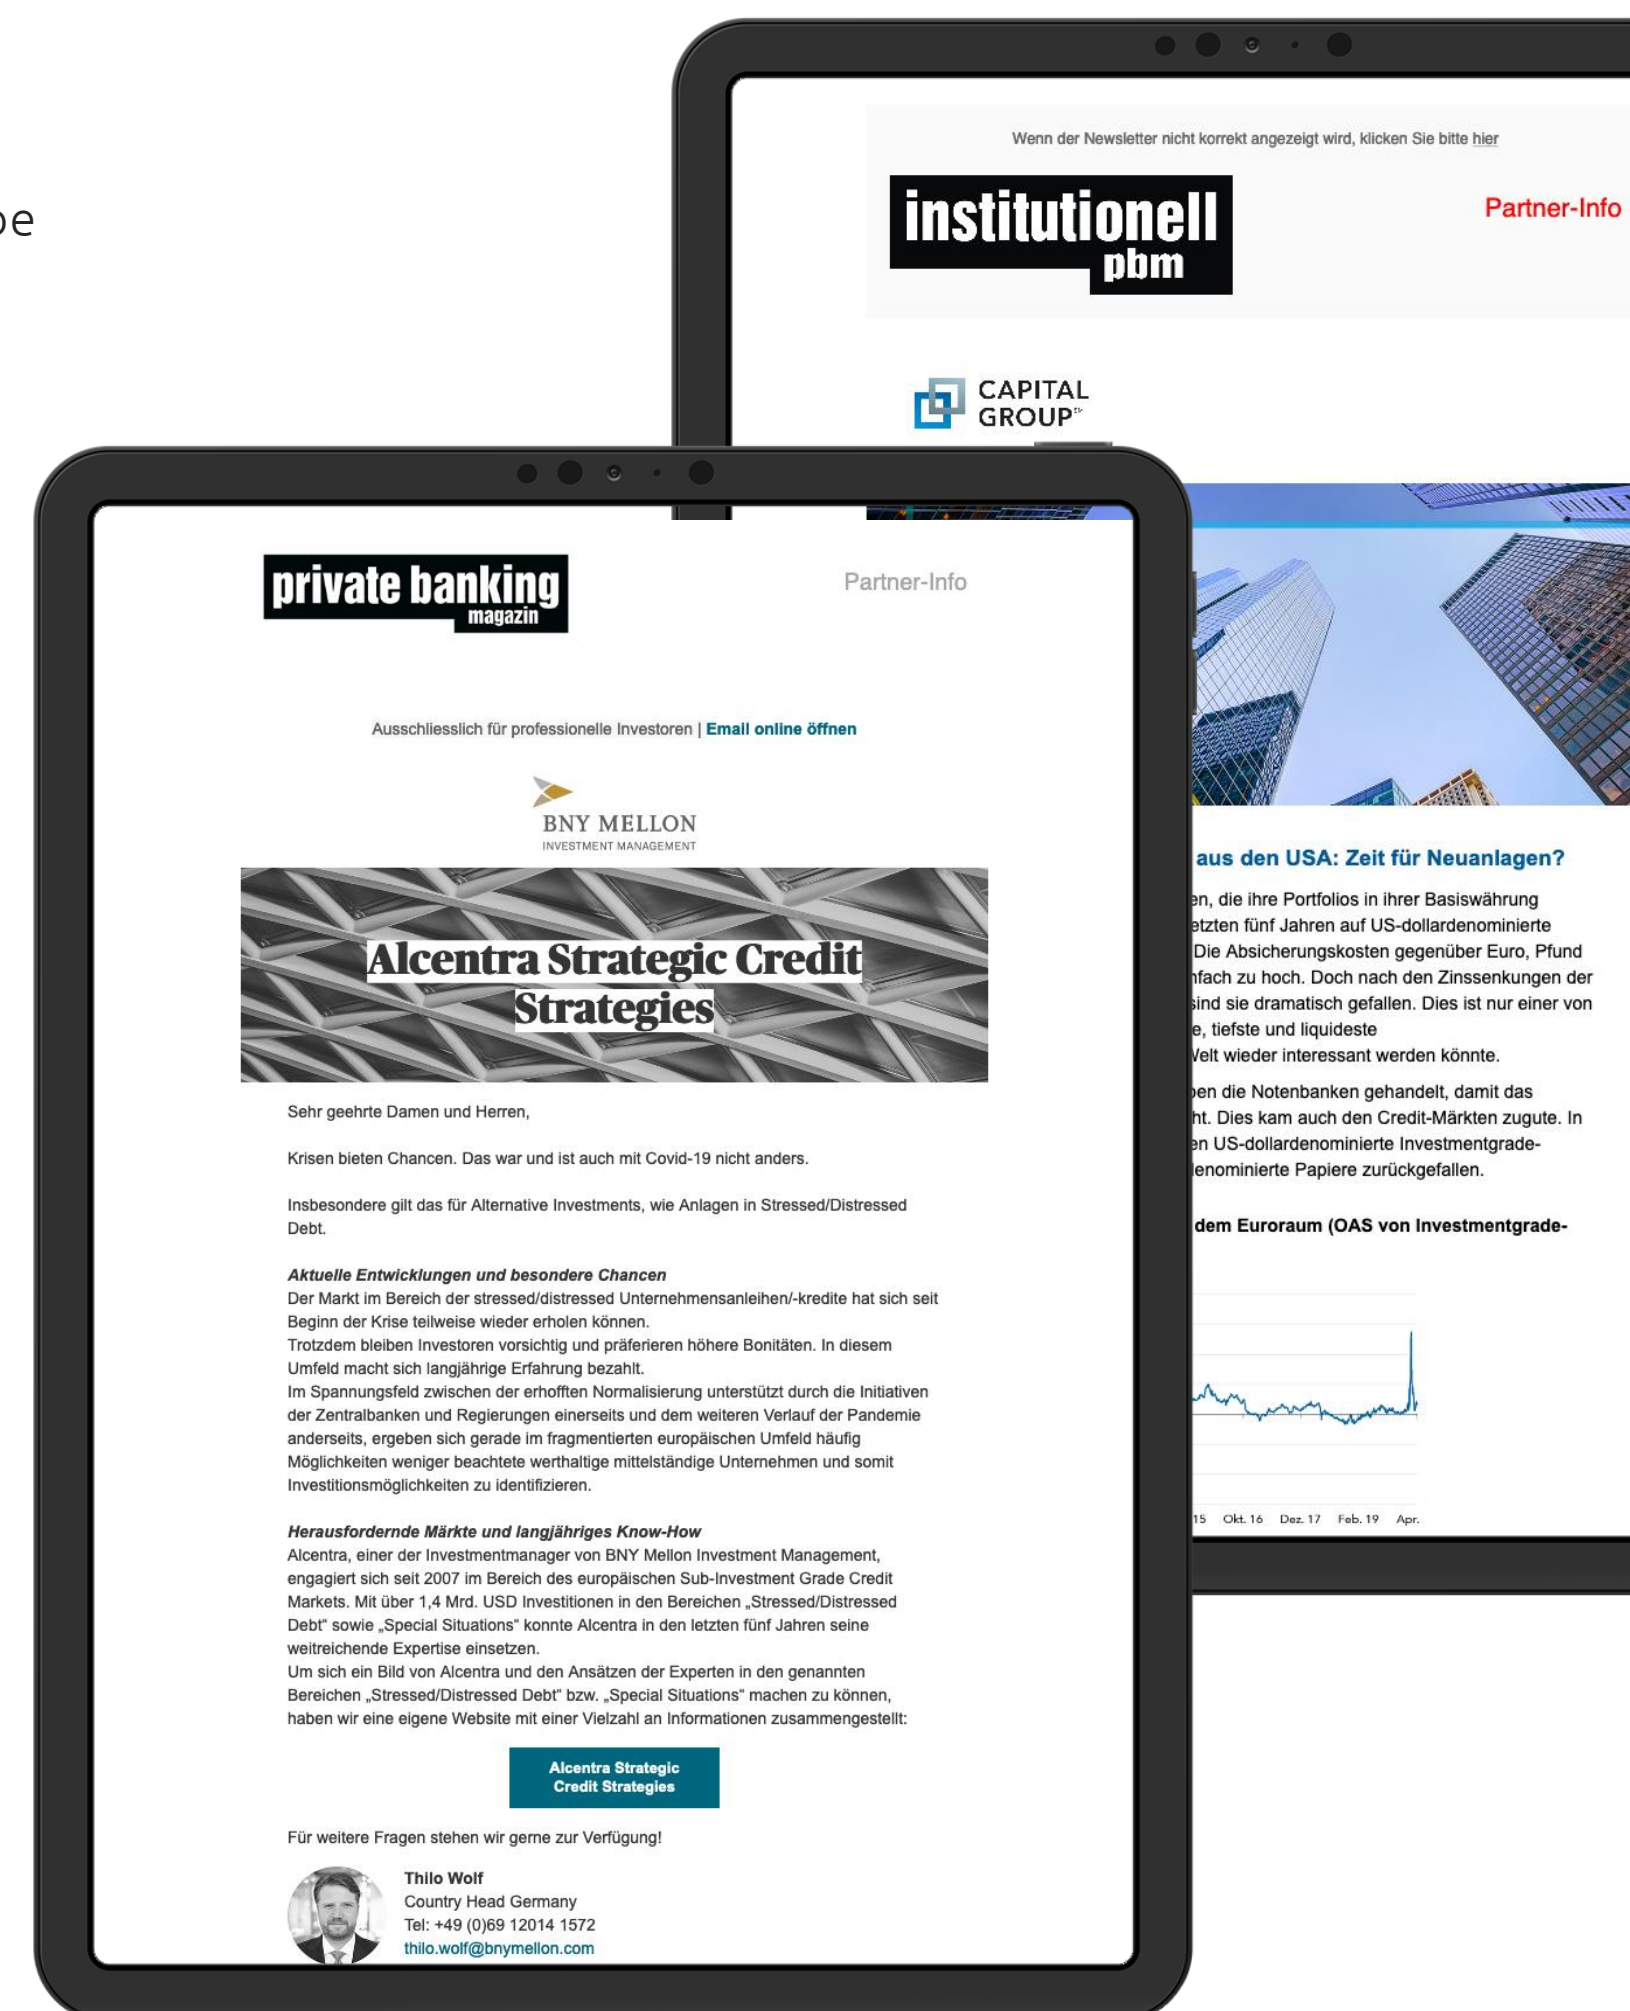 Wenn der Newsletter nicht korrekt angezeigt wird, klicken Sie bitte hier
institutionell
pbm
Partner-Info
CAPITAL
GROUP
aus den USA: Zeit für Neuanlagen?
die ihre Portfolios in ihrer Basiswährung
fünf Jahren auf US-dollardenominierte
Die Absicherungskosten gegenüber Euro, Pfund
zu hoch. Doch nach den Zinssenkungen der
sind sie dramatisch gefallen. Dies ist nur einer von
tiefste und liquideste
Welt wieder interessant werden könnte.
die Notenbanken gehandelt, damit das
Dies kam auch den Credit-Märkten zugute. In
US-dollardenominierte Investmentgrade-
Papiere zurückgefallen.
dem Euroraum (OAS von Investmentgrade-
15 Okt. 16 Dez. 17 Feb. 19 Apr.
private banking
magazin
Partner-Info
Ausschliesslich für professionelle Investoren | Email online öffnen
BNY MELLON
INVESTMENT MANAGEMENT
Alcentra Strategic Credit
Strategies
Sehr geehrte Damen und Herren,
Krisen bieten Chancen. Das war und ist auch mit Covid-19 nicht anders.
Insbesondere gilt das für Alternative Investments, wie Anlagen in Stressed/Distressed
Debt.
Aktuelle Entwicklungen und besondere Chancen
Der Markt im Bereich der stressed/distressed Unternehmensanleihen/-kredite hat sich seit
Beginn der Krise teilweise wieder erholen können.
Trotzdem bleiben Investoren vorsichtig und präferieren höhere Bonitäten. In diesem
Umfeld macht sich langjährige Erfahrung bezahlt.
Im Spannungsfeld zwischen der erhofften Normalisierung unterstützt durch die Initiativen
der Zentralbanken und Regierungen einerseits und dem weiteren Verlauf der Pandemie
anderseits, ergeben sich gerade im fragmentierten europäischen Umfeld häufig
Möglichkeiten weniger beachtete werthaltige mittelständige Unternehmen und somit
Investitionsmöglichkeiten zu identifizieren.
Herausfordernde Märkte und langjähriges Know-How
Alcentra, einer der Investmentmanager von BNY Mellon Investment Management,
engagiert sich seit 2007 im Bereich des europäischen Sub-Investment Grade Credit
Markets. Mit über 1,4 Mrd. USD Investitionen in den Bereichen „Stressed/Distressed
Debt“ sowie „Special Situations“ konnte Alcentra in den letzten fünf Jahren seine
weitreichende Expertise einsetzen.
Um sich ein Bild von Alcentra und den Ansätzen der Experten in den genannten
Bereichen „Stressed/Distressed Debt“ bzw. „Special Situations“ machen zu können,
haben wir eine eigene Website mit einer Vielzahl an Informationen zusammengestellt:
Alcentra Strategic
Credit Strategies
Für weitere Fragen stehen wir gerne zur Verfügung!
Thilo Wolf
Country Head Germany
Tel: +49 (0)69 12014 1572
thilo.wolf@bnymellon.com